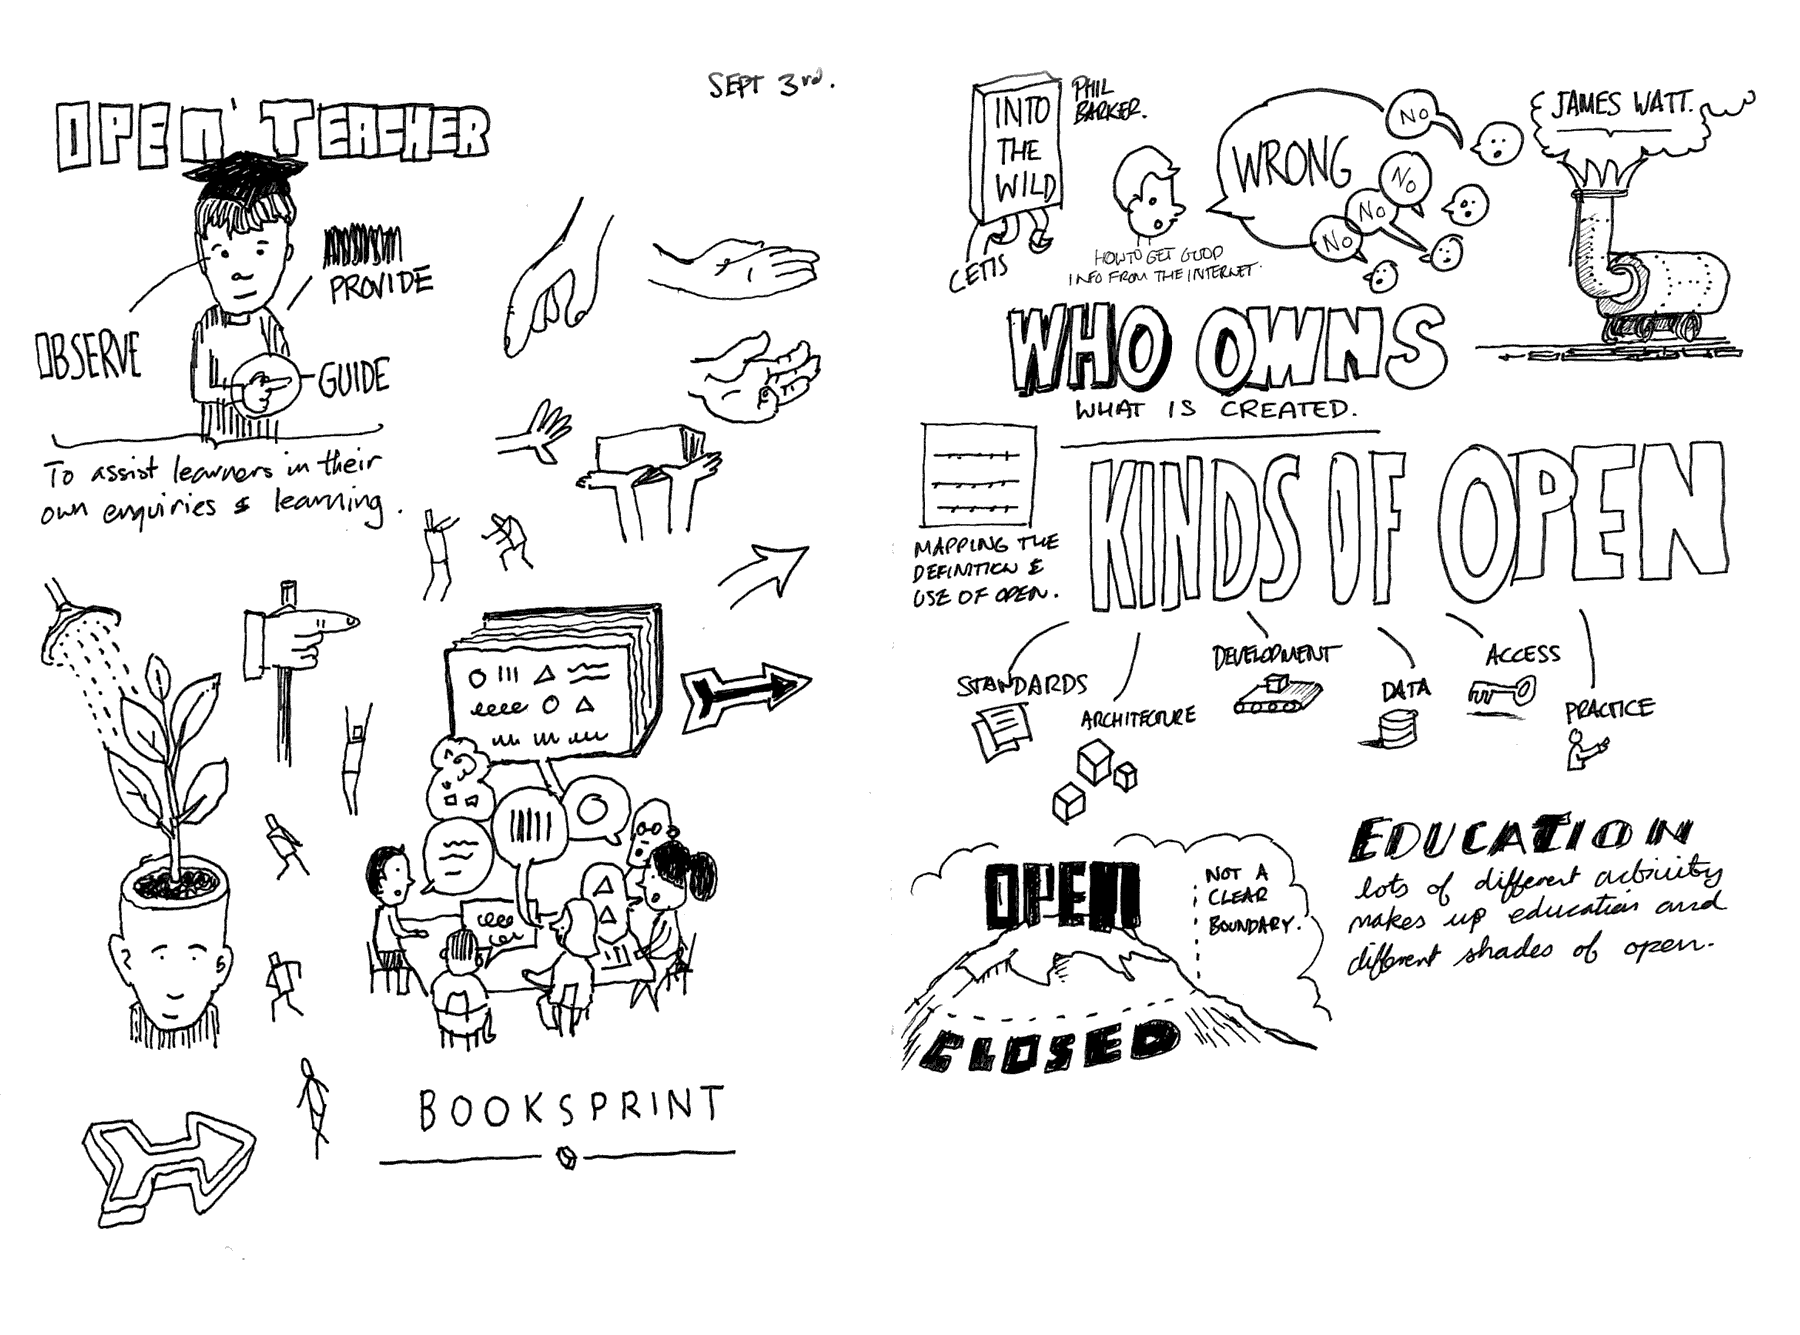 SEPT 3rd.
OPEN TEACHER
PROVIDE
OBSERVE
GUIDE
To assist learners in their
own enquiries & learning.
BOOKSPRINT
INTO
THE
WILD
PHIL
BARKER.
CETIS
HOW TO GET GOOD
INFO FROM THE INTERNET.
WRONG
NO
NO
NO
NO
JAMES WATT.
WHO OWNS
WHAT IS CREATED.
KINDS OF OPEN
MAPPING THE
DEFINITION &
USE OF OPEN.
STANDARDS
ARCHITECTURE
DEVELOPMENT
DATA
ACCESS
PRACTICE
OPEN
NOT A
CLEAR
BOUNDARY.
CLOSED
EDUCATION
lots of different activity
makes up education and
different shades of open.